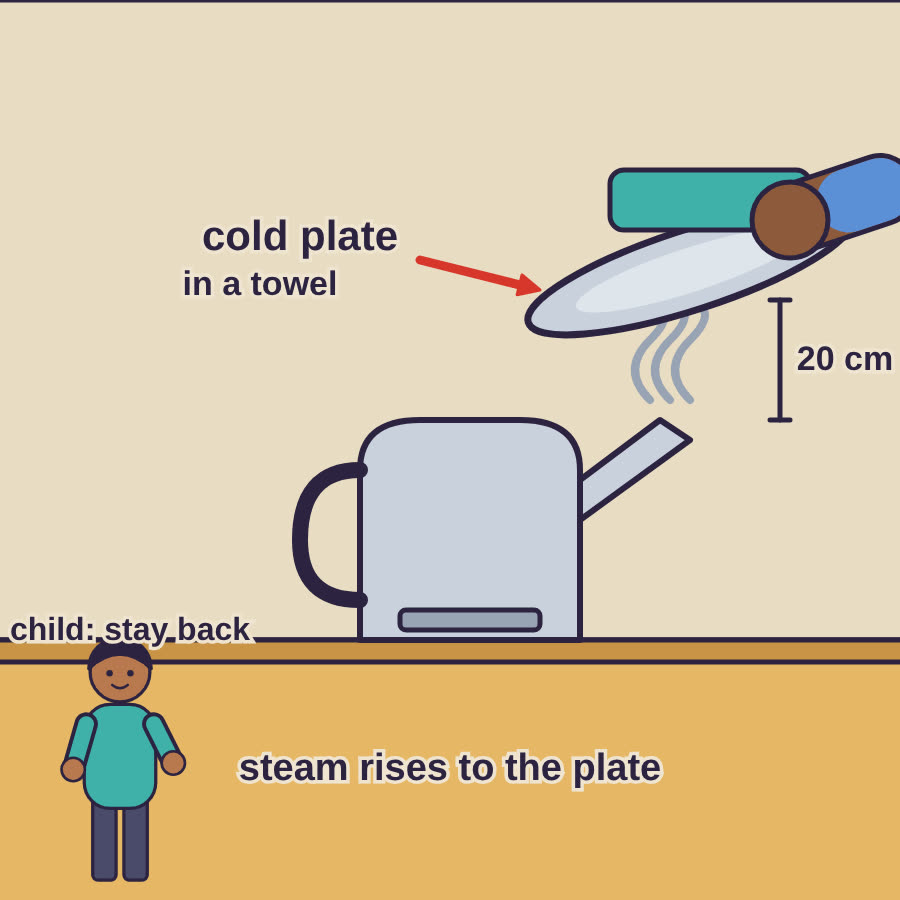 cold plate
in a towel
20 cm
child: stay back
steam rises to the plate